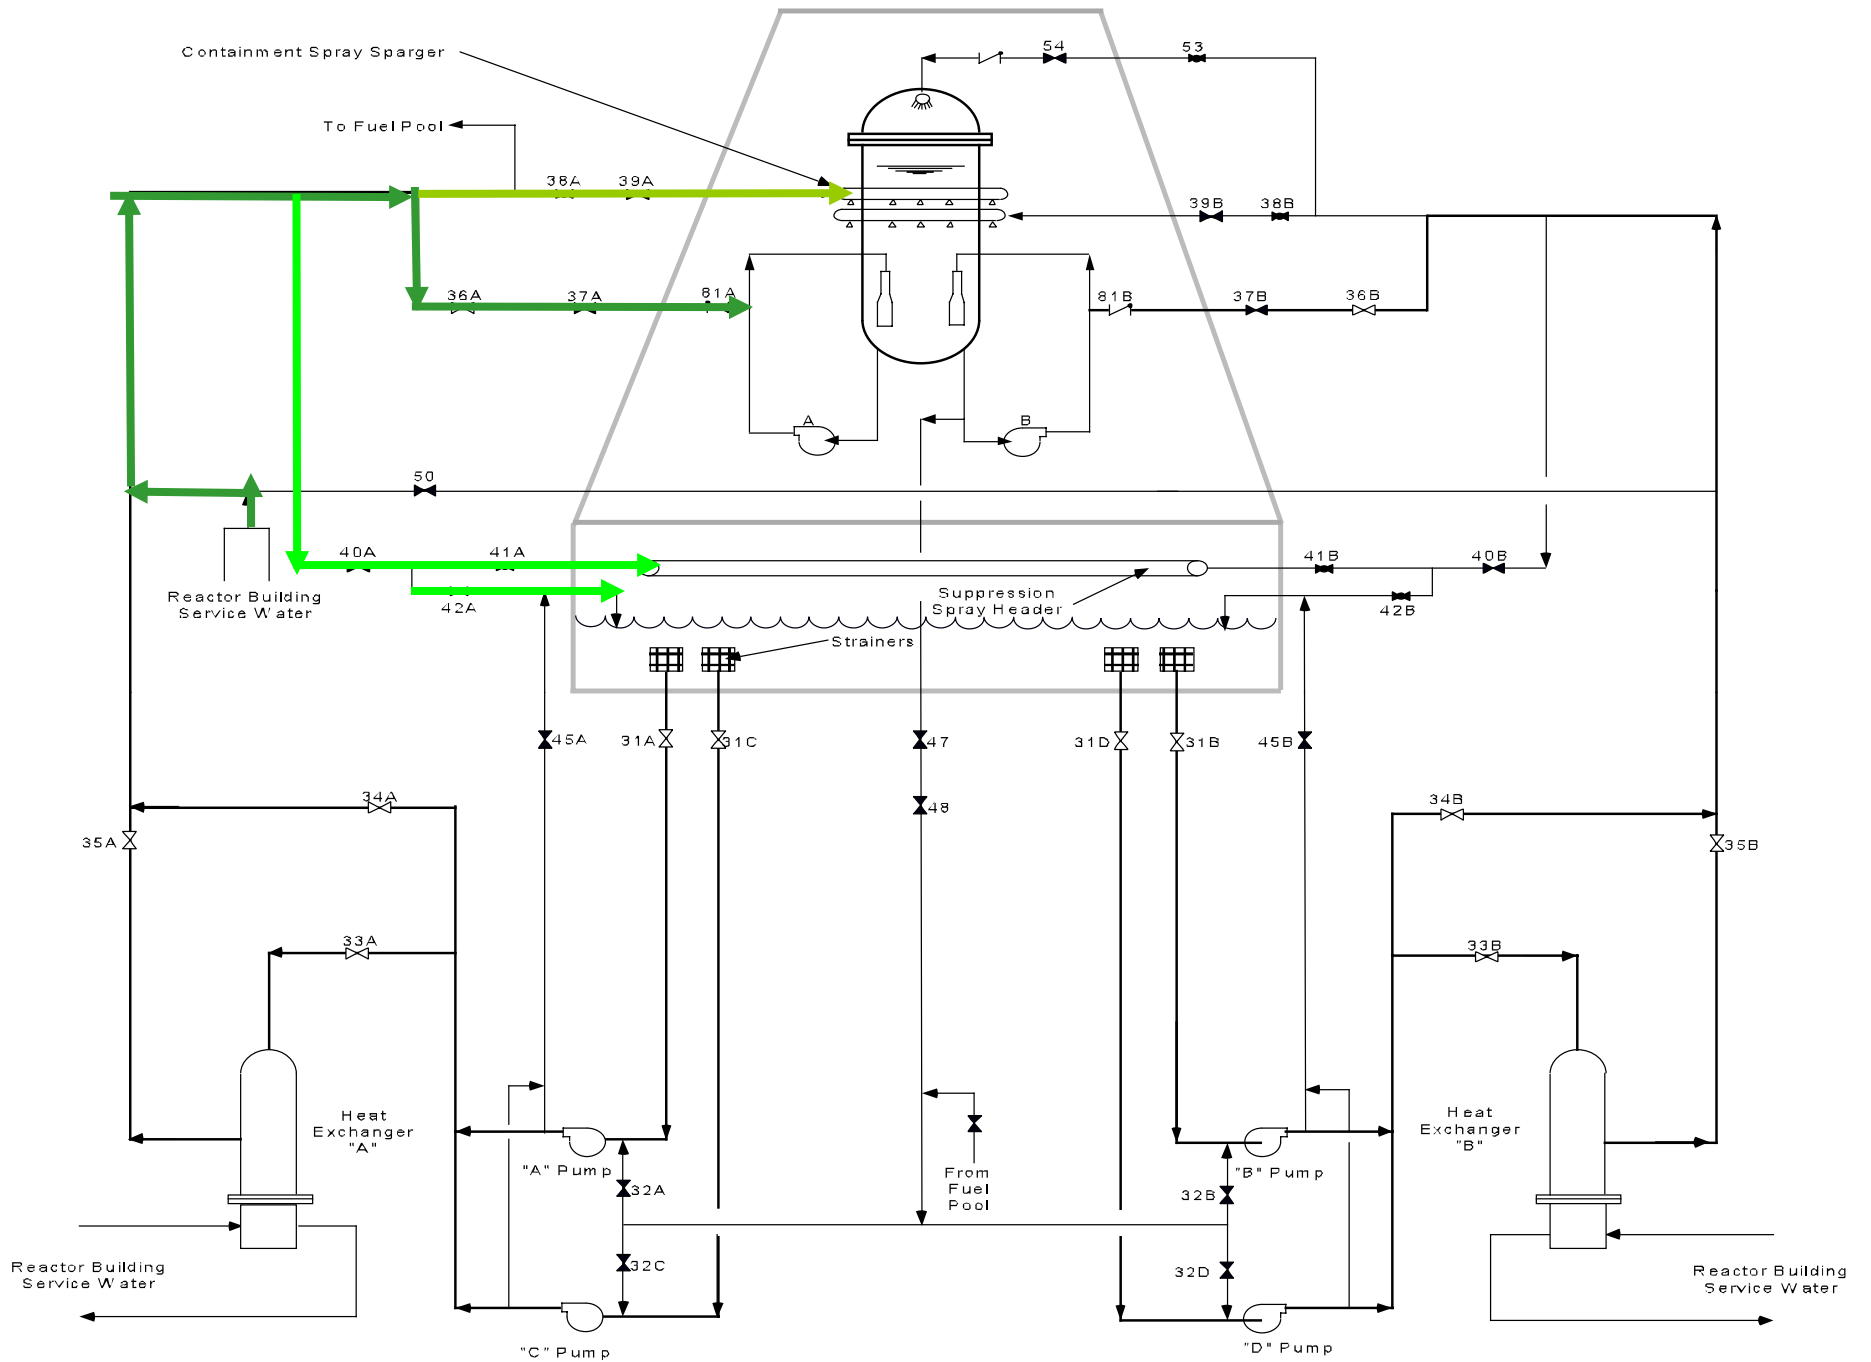 54
53
Containment Spray Sparger
To Fuel Pool
38A
39A
39B
38B
36A
37A
81A
81B
37B
36B
A
B
50
40A
41A
41B
40B
Reactor Building
Service Water
42A
Suppression
Spray Header
42B
Strainers
45A
31A
31C
47
31D
31B
45B
34A
48
34B
35A
35B
33A
33B
Heat
Exchanger
"A"
Heat
Exchanger
"B"
"A" Pump
"B" Pump
From
Fuel
Pool
32A
32B
32C
32D
Reactor Building
Service Water
Reactor Building
Service Water
"C" Pump
"D" Pump